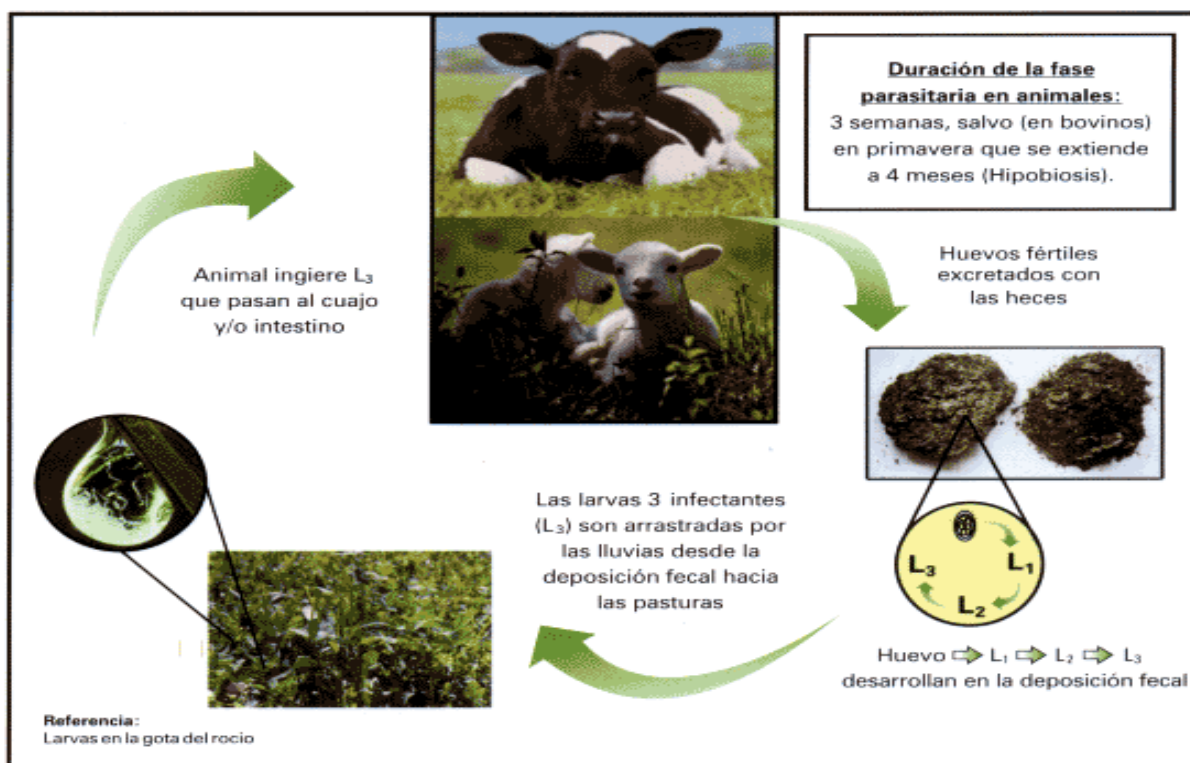 Duración de la fase
parasitaria en animales:
3 semanas, salvo (en bovinos)
en primavera que se extiende
a 4 meses (Hipobiosis).
Animal ingiere L₃
que pasan al cuajo
y/o intestino
Huevos fértiles
excretados con
las heces
Las larvas 3 infectantes
(L₃) son arrastradas por
las lluvias desde la
deposición fecal hacia
las pasturas
L₁
L₂
L₃
Huevo ⇨ L₁ ⇨ L₂ ⇨ L₃
desarrollan en la deposición fecal
Referencia:
Larvas en la gota del rocio